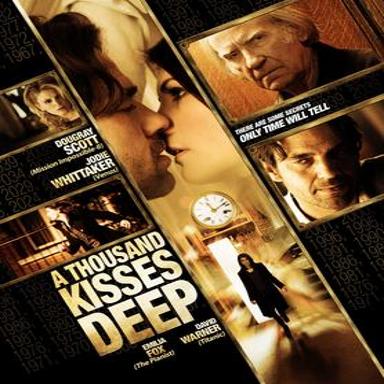 THERE ARE SOME SECRETS
ONLY TIME WILL TELL
DOUGRAY
SCOTT
(Mission Impossible-II)
JODIE
WHITTAKER
(Venus)
A THOUSAND
KISSES
DEEP
EMILIA
FOX
(The Pianist)
DAVID
WARNER
(Titanic)